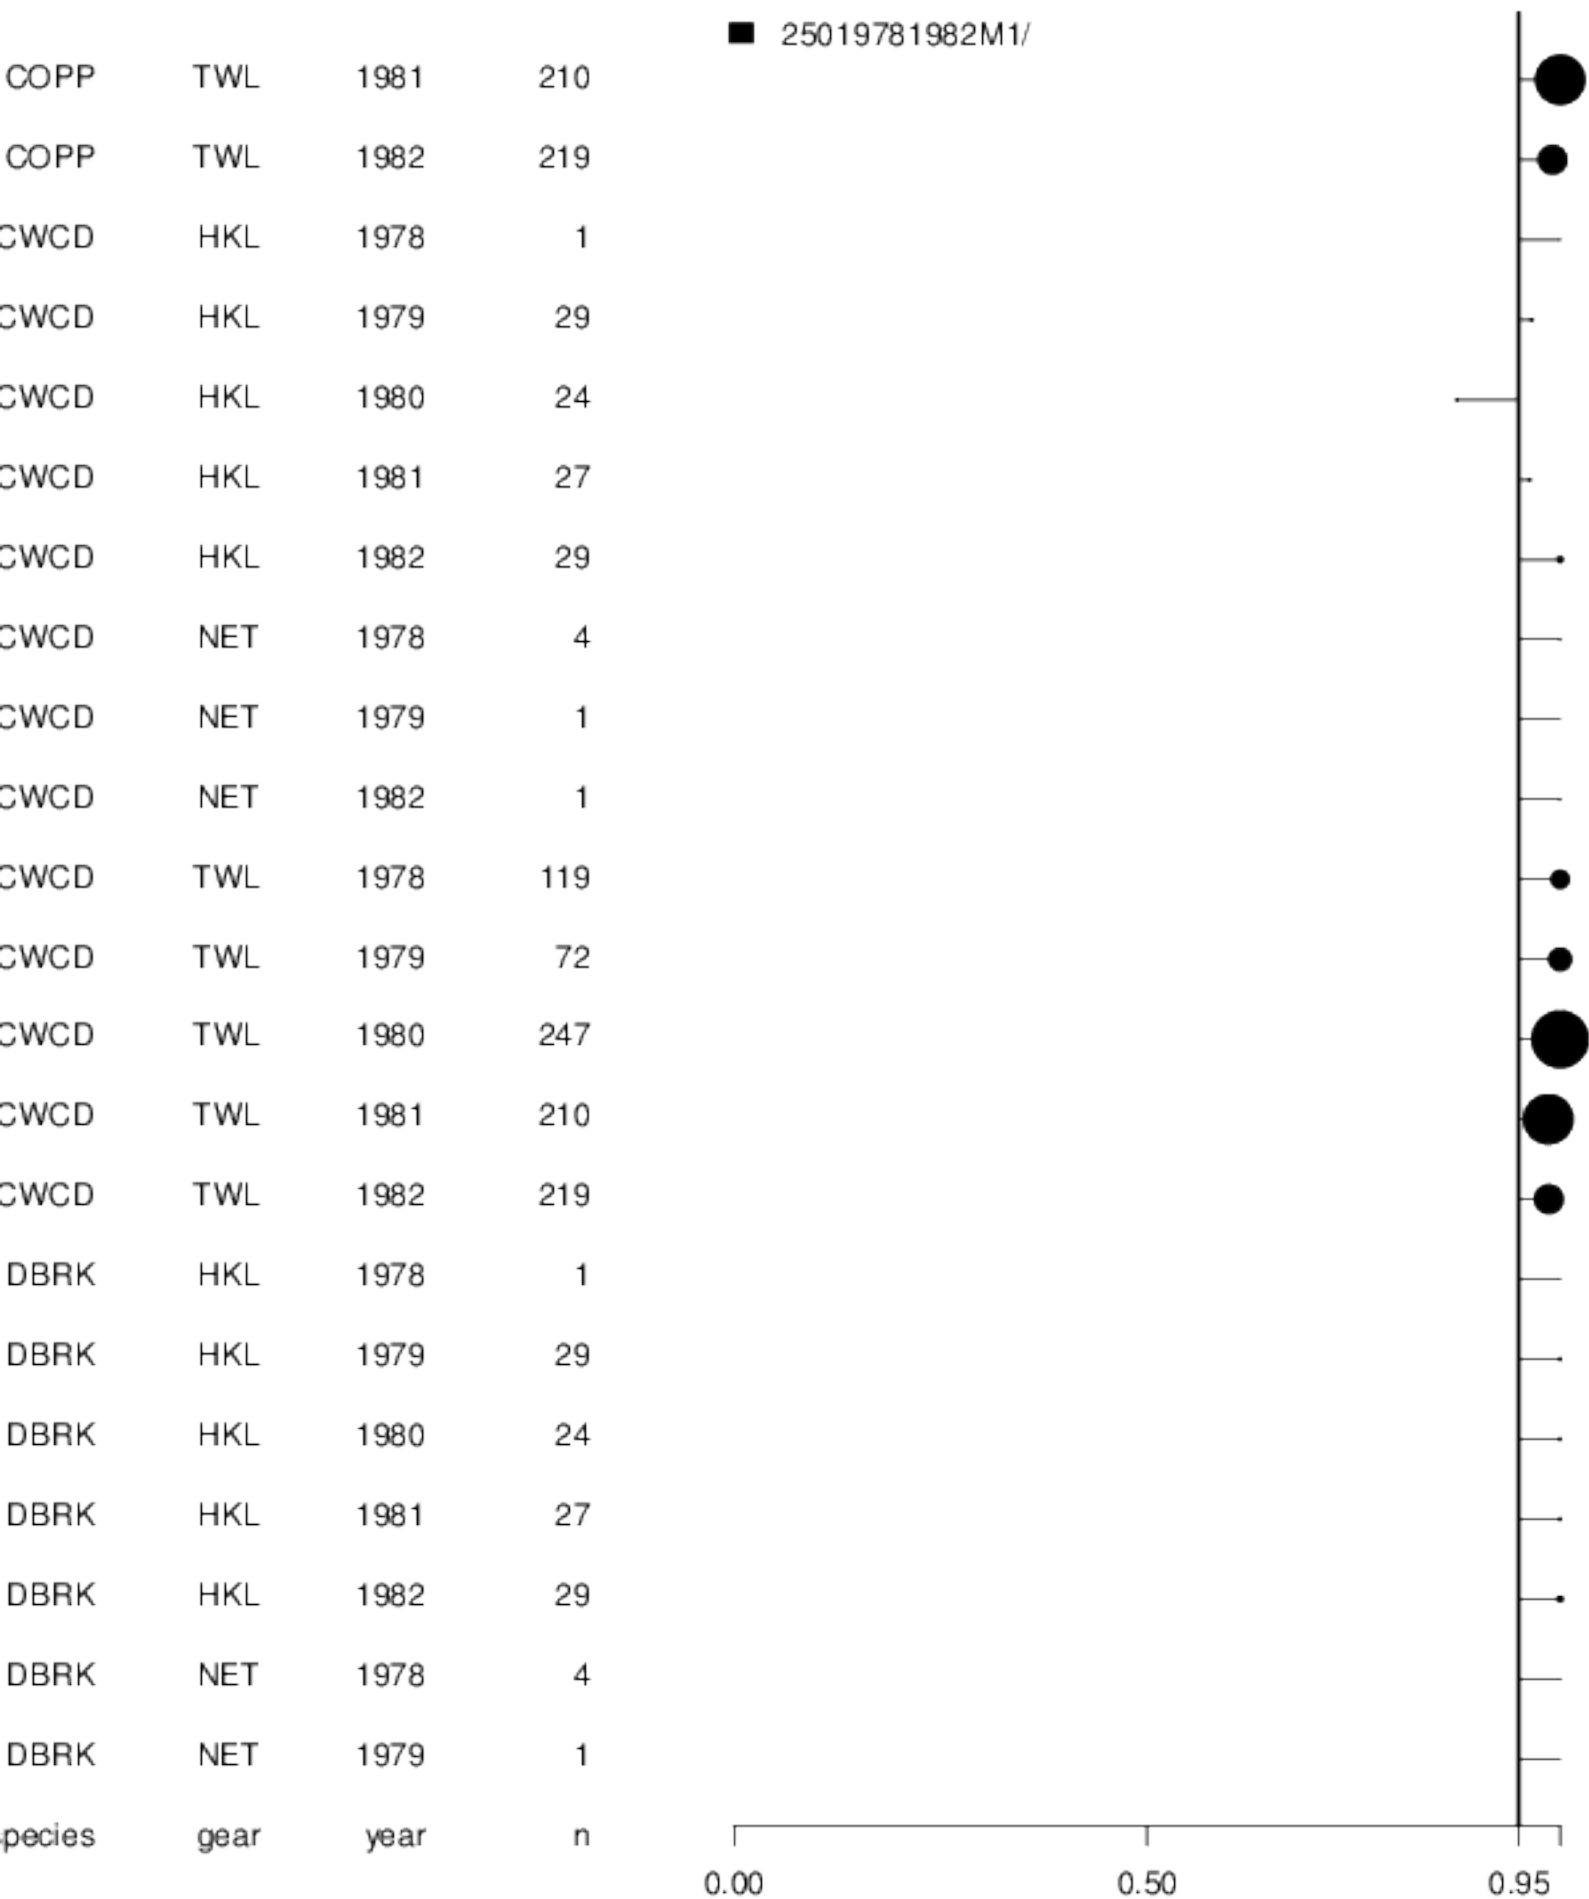 25019781982M1/
COPP TWL 1981 210
COPP TWL 1982 219
CWCD HKL 1978 1
CWCD HKL 1979 29
CWCD HKL 1980 24
CWCD HKL 1981 27
CWCD HKL 1982 29
CWCD NET 1978 4
CWCD NET 1979 1
CWCD NET 1982 1
CWCD TWL 1978 119
CWCD TWL 1979 72
CWCD TWL 1980 247
CWCD TWL 1981 210
CWCD TWL 1982 219
DBRK HKL 1978 1
DBRK HKL 1979 29
DBRK HKL 1980 24
DBRK HKL 1981 27
DBRK HKL 1982 29
DBRK NET 1978 4
DBRK NET 1979 1
pecies gear year n
0.00 0.50 0.95